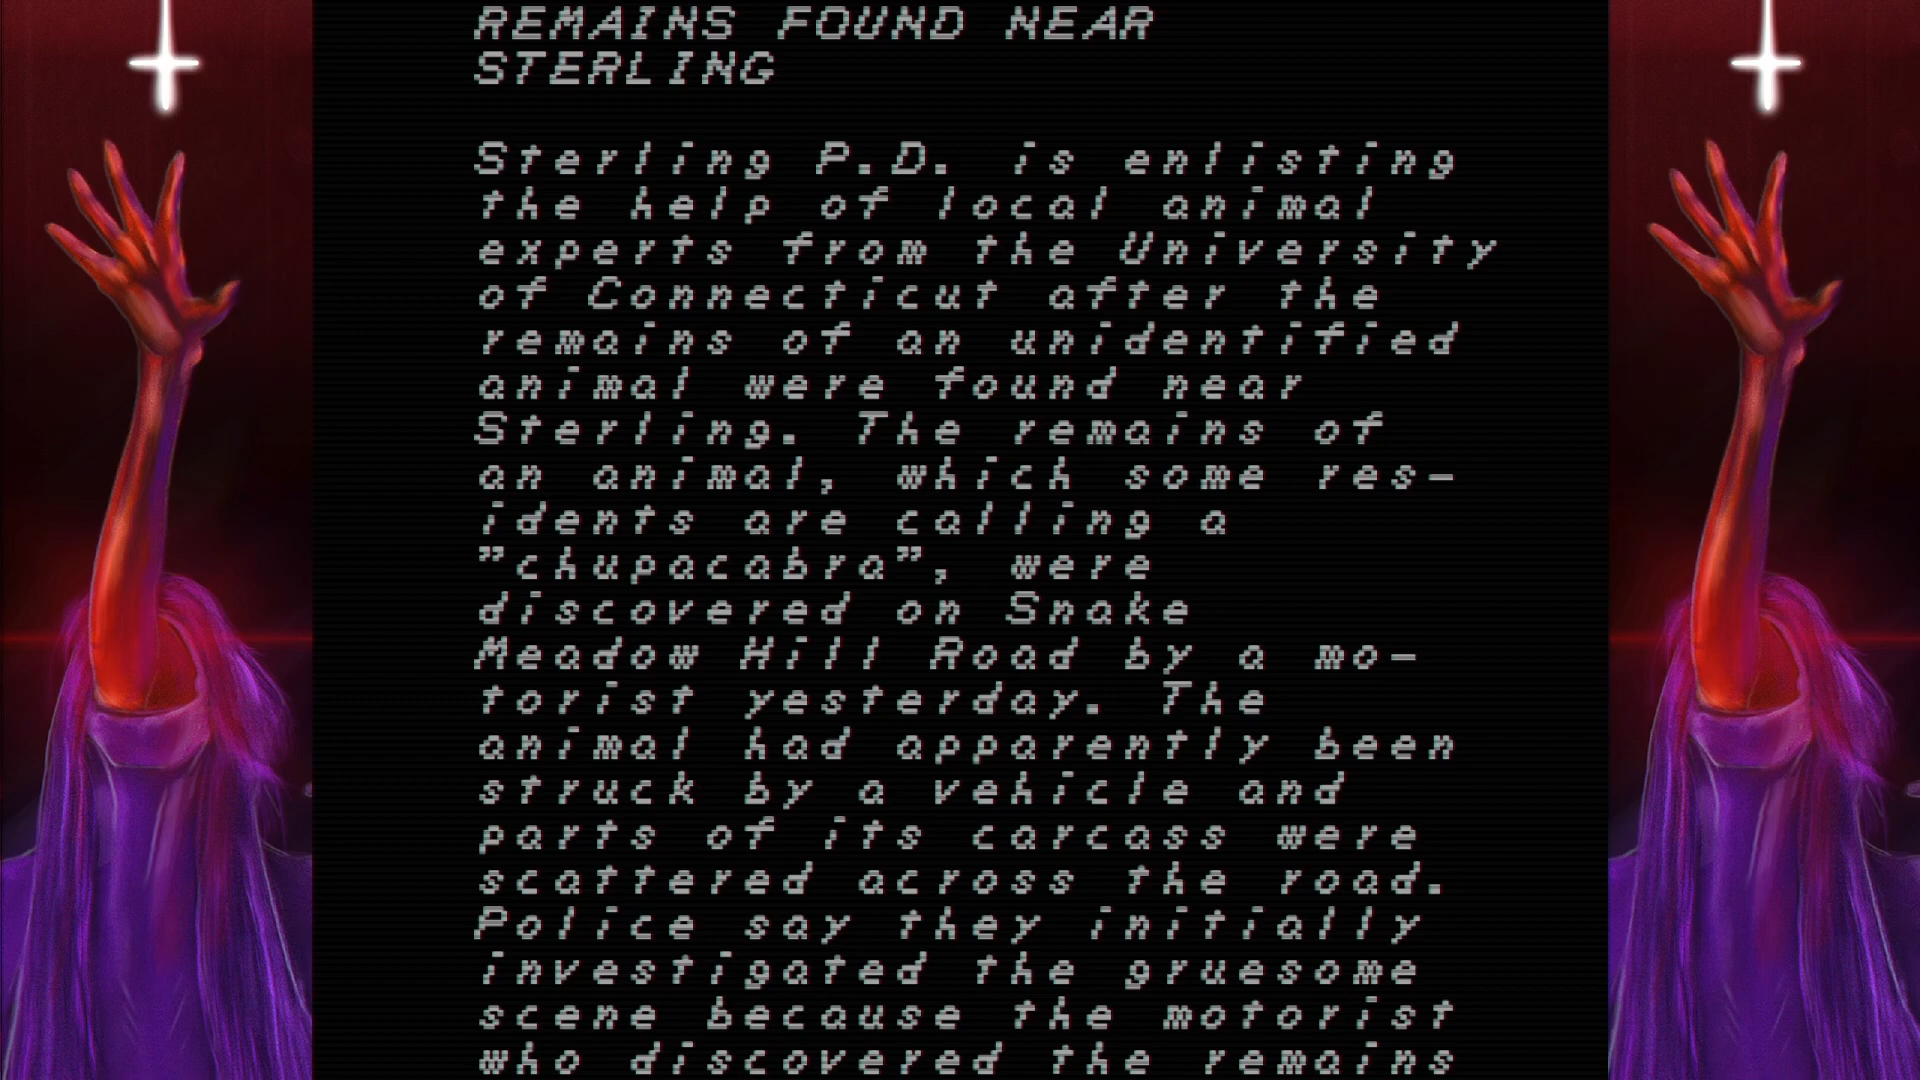 REMAINS FOUND NEAR
STERLING
Sterling P.D. is enlisting
the help of local animal
experts from the University
of Connecticut after the
remains of an unidentified
animal were found near
Sterling. The remains of
an animal, which some res-
idents are calling a
"chupacabra", were
discovered on Snake
Meadow Hill Road by a mo-
torist yesterday. The
animal had apparently been
struck by a vehicle and
parts of its carcass were
scattered across the road.
Police say they initially
investigated the gruesome
scene because the motorist
who discovered the remains